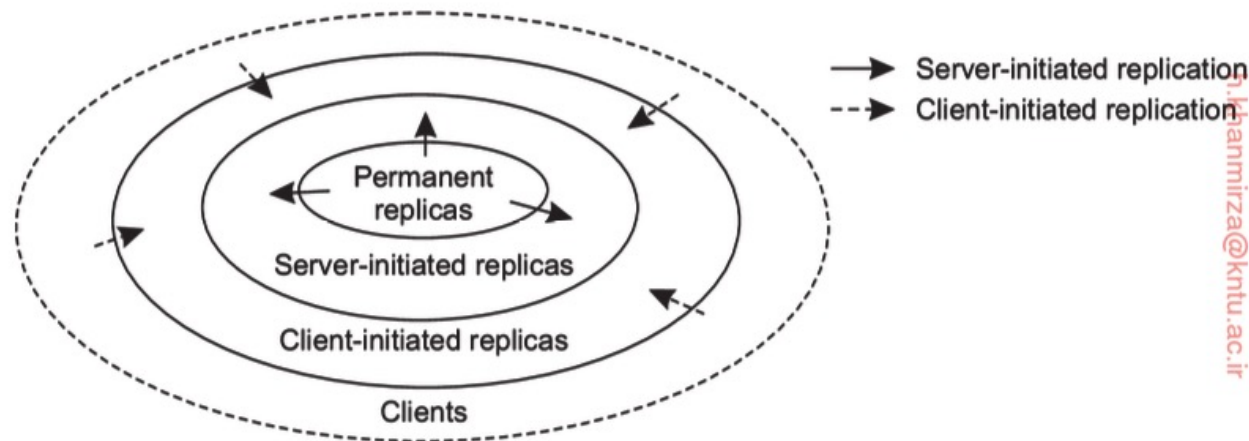 Server-initiated replication
Client-initiated replication
Permanent
replicas
Server-initiated replicas
Client-initiated replicas
Clients
h.khanmirza@kntu.ac.ir